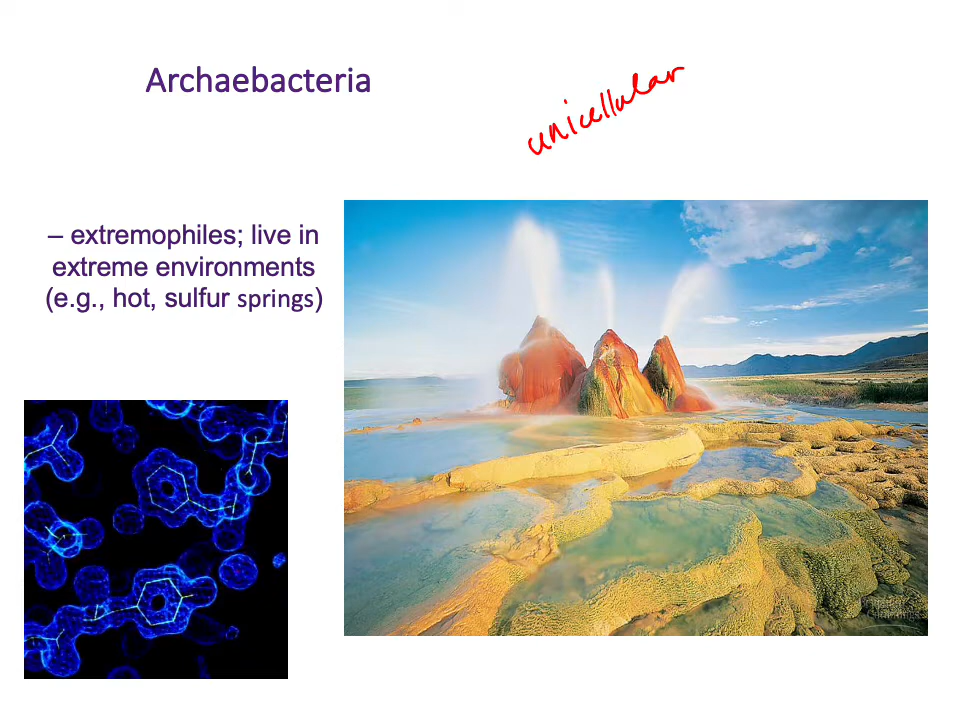 Archaebacteria
unicellular
– extremophiles; live in
extreme environments
(e.g., hot, sulfur springs)